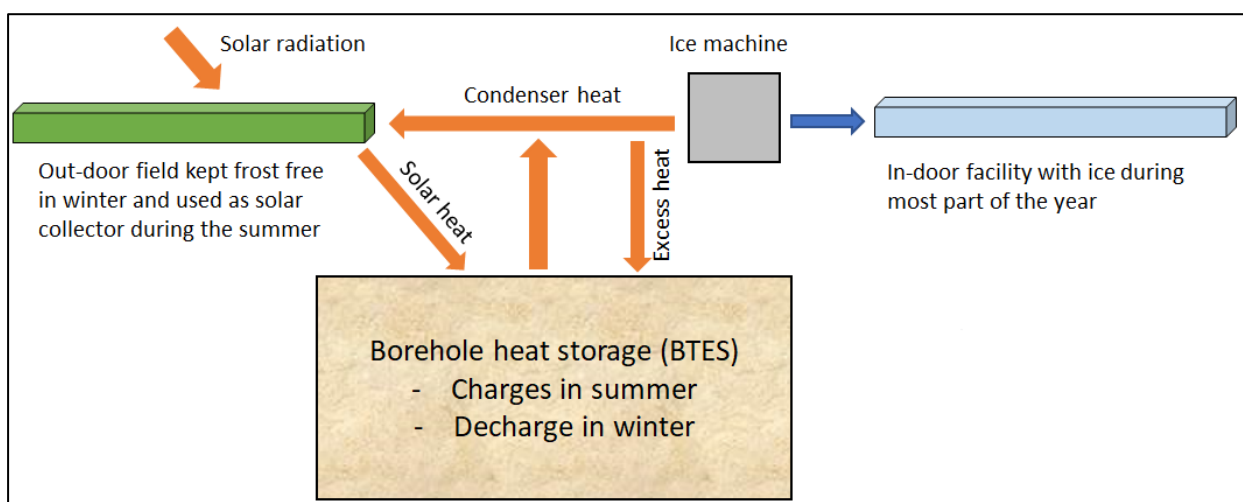 Solar radiation
Ice machine
Condenser heat
Out-door field kept frost free
in winter and used as solar
collector during the summer
Solar heat
Excess heat
In-door facility with ice during
most part of the year
Borehole heat storage (BTES)
- Charges in summer
- Decharge in winter